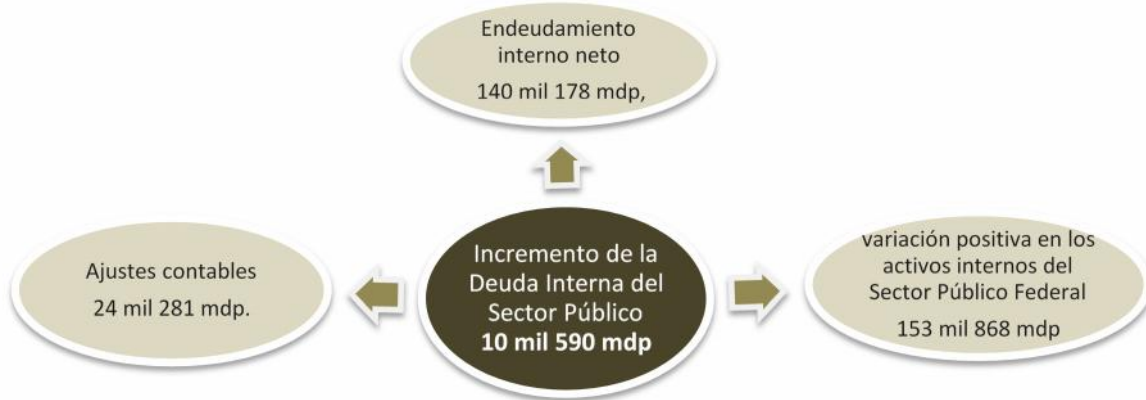 Endeudamiento
interno neto
140 mil 178 mdp,
Ajustes contables
24 mil 281 mdp.
Incremento de la
Deuda Interna del
Sector Público
10 mil 590 mdp
variación positiva en los
activos internos del
Sector Público Federal
153 mil 868 mdp